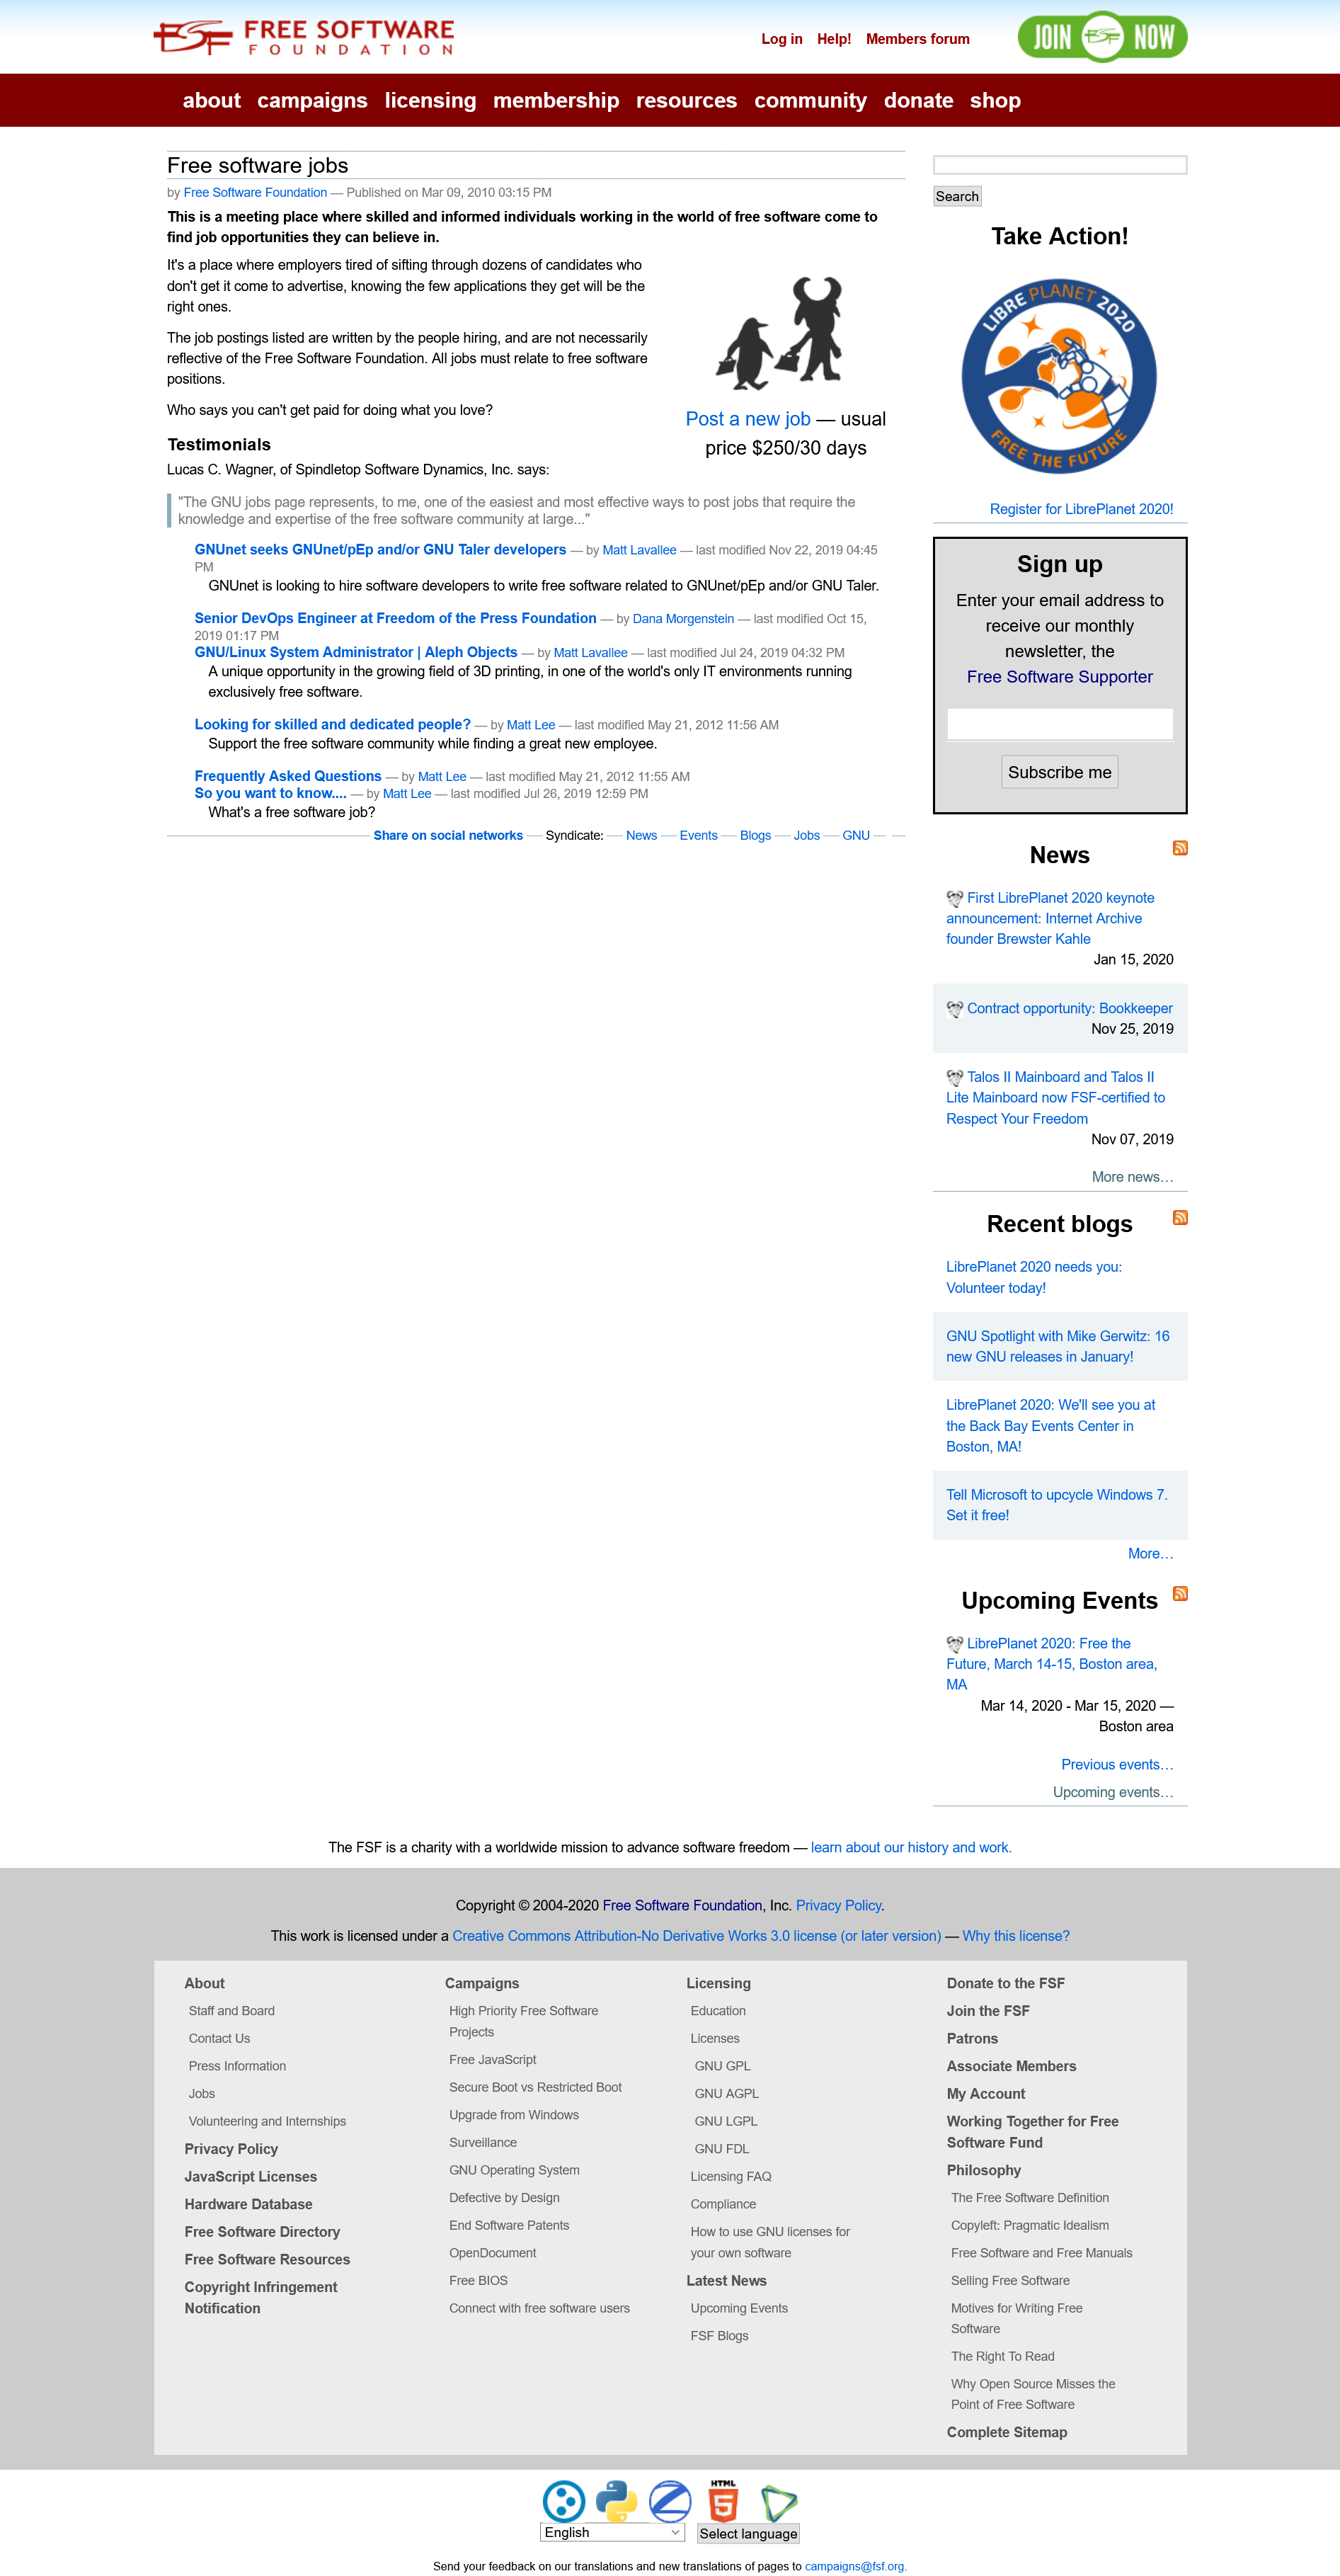 FREE SOFTWARE
FOUNDATION
Log in Help! Members forum
JOIN NOW
about campaigns licensing membership resources community donate shop
Free software jobs
by Free Software Foundation — Published on Mar 09, 2010 03:15 PM
This is a meeting place where skilled and informed individuals working in the world of free software come to
find job opportunities they can believe in.
It's a place where employers tired of sifting through dozens of candidates who
don't get it come to advertise, knowing the few applications they get will be the
right ones.
The job postings listed are written by the people hiring, and are not necessarily
reflective of the Free Software Foundation. All jobs must relate to free software
positions.
Who says you can't get paid for doing what you love?
Post a new job — usual
price $250/30 days
Testimonials
Lucas C. Wagner, of Spindletop Software Dynamics, Inc. says:
"The GNU jobs page represents, to me, one of the easiest and most effective ways to post jobs that require the
knowledge and expertise of the free software community at large..."
GNUnet seeks GNUnet/pEp and/or GNU Taler developers — by Matt Lavallee — last modified Nov 22, 2019 04:45
PM
GNUnet is looking to hire software developers to write free software related to GNUnet/pEp and/or GNU Taler.
Senior DevOps Engineer at Freedom of the Press Foundation — by Dana Morgenstein — last modified Oct 15,
2019 01:17 PM
GNU/Linux System Administrator | Aleph Objects — by Matt Lavallee — last modified Jul 24, 2019 04:32 PM
A unique opportunity in the growing field of 3D printing, in one of the world's only IT environments running
exclusively free software.
Looking for skilled and dedicated people? — by Matt Lee — last modified May 21, 2012 11:56 AM
Support the free software community while finding a great new employee.
Frequently Asked Questions — by Matt Lee — last modified May 21, 2012 11:55 AM
So you want to know.... — by Matt Lee — last modified Jul 26, 2019 12:59 PM
What's a free software job?
Share on social networks — Syndicate: — News — Events — Blogs — Jobs — GNU — —
Search
Take Action!
LIBRE PLANET 2020
FREE THE FUTURE
Register for LibrePlanet 2020!
Sign up
Enter your email address to
receive our monthly
newsletter, the
Free Software Supporter
Subscribe me
News
First LibrePlanet 2020 keynote
announcement: Internet Archive
founder Brewster Kahle
Jan 15, 2020
Contract opportunity: Bookkeeper
Nov 25, 2019
Talos II Mainboard and Talos II
Lite Mainboard now FSF-certified to
Respect Your Freedom
Nov 07, 2019
More news…
Recent blogs
LibrePlanet 2020 needs you:
Volunteer today!
GNU Spotlight with Mike Gerwitz: 16
new GNU releases in January!
LibrePlanet 2020: We'll see you at
the Back Bay Events Center in
Boston, MA!
Tell Microsoft to upcycle Windows 7.
Set it free!
More…
Upcoming Events
LibrePlanet 2020: Free the
Future, March 14-15, Boston area,
MA
Mar 14, 2020 - Mar 15, 2020 —
Boston area
Previous events…
Upcoming events…
The FSF is a charity with a worldwide mission to advance software freedom — learn about our history and work.
Copyright © 2004-2020 Free Software Foundation, Inc. Privacy Policy.
This work is licensed under a Creative Commons Attribution-No Derivative Works 3.0 license (or later version) — Why this license?
About
Staff and Board
Contact Us
Press Information
Jobs
Volunteering and Internships
Privacy Policy
JavaScript Licenses
Hardware Database
Free Software Directory
Free Software Resources
Copyright Infringement
Notification
Campaigns
High Priority Free Software
Projects
Free JavaScript
Secure Boot vs Restricted Boot
Upgrade from Windows
Surveillance
GNU Operating System
Defective by Design
End Software Patents
OpenDocument
Free BIOS
Connect with free software users
Licensing
Education
Licenses
GNU GPL
GNU AGPL
GNU LGPL
GNU FDL
Licensing FAQ
Compliance
How to use GNU licenses for
your own software
Latest News
Upcoming Events
FSF Blogs
Donate to the FSF
Join the FSF
Patrons
Associate Members
My Account
Working Together for Free
Software Fund
Philosophy
The Free Software Definition
Copyleft: Pragmatic Idealism
Free Software and Free Manuals
Selling Free Software
Motives for Writing Free
Software
The Right To Read
Why Open Source Misses the
Point of Free Software
Complete Sitemap
HTML
5
English
Select language
Send your feedback on our translations and new translations of pages to campaigns@fsf.org.